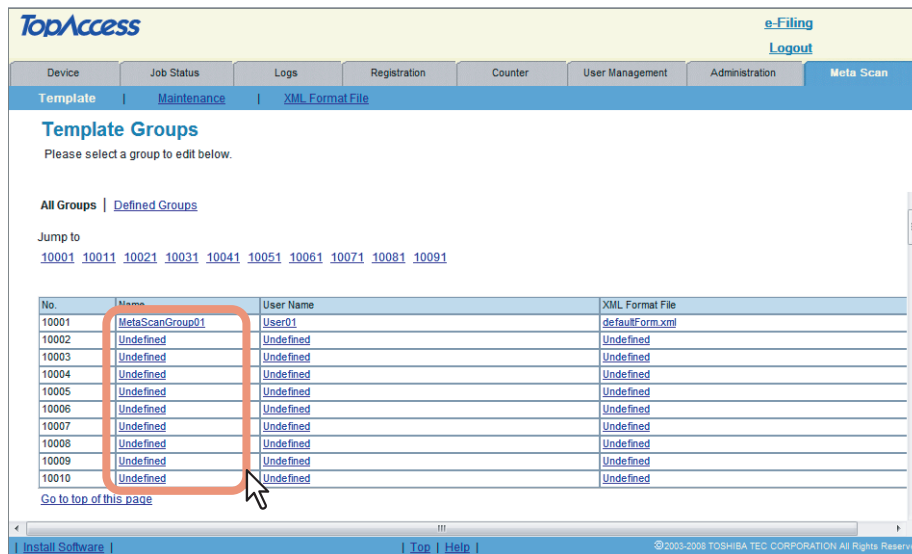 TopAccess
e-Filing
Logout
Device Job Status Logs Registration Counter User Management Administration Meta Scan
Template | Maintenance | XML Format File
Template Groups
Please select a group to edit below.
All Groups | Defined Groups
Jump to
10001 10011 10021 10031 10041 10051 10061 10071 10081 10091
No. Name User Name XML Format File
10001 MetaScanGroup01 User01 defaultForm.xml
10002 Undefined Undefined Undefined
10003 Undefined Undefined Undefined
10004 Undefined Undefined Undefined
10005 Undefined Undefined Undefined
10006 Undefined Undefined Undefined
10007 Undefined Undefined Undefined
10008 Undefined Undefined Undefined
10009 Undefined Undefined Undefined
10010 Undefined Undefined Undefined
Go to top of this page
| Install Software | | Top | Help | ©2003-2008 TOSHIBA TEC CORPORATION All Rights Reserv